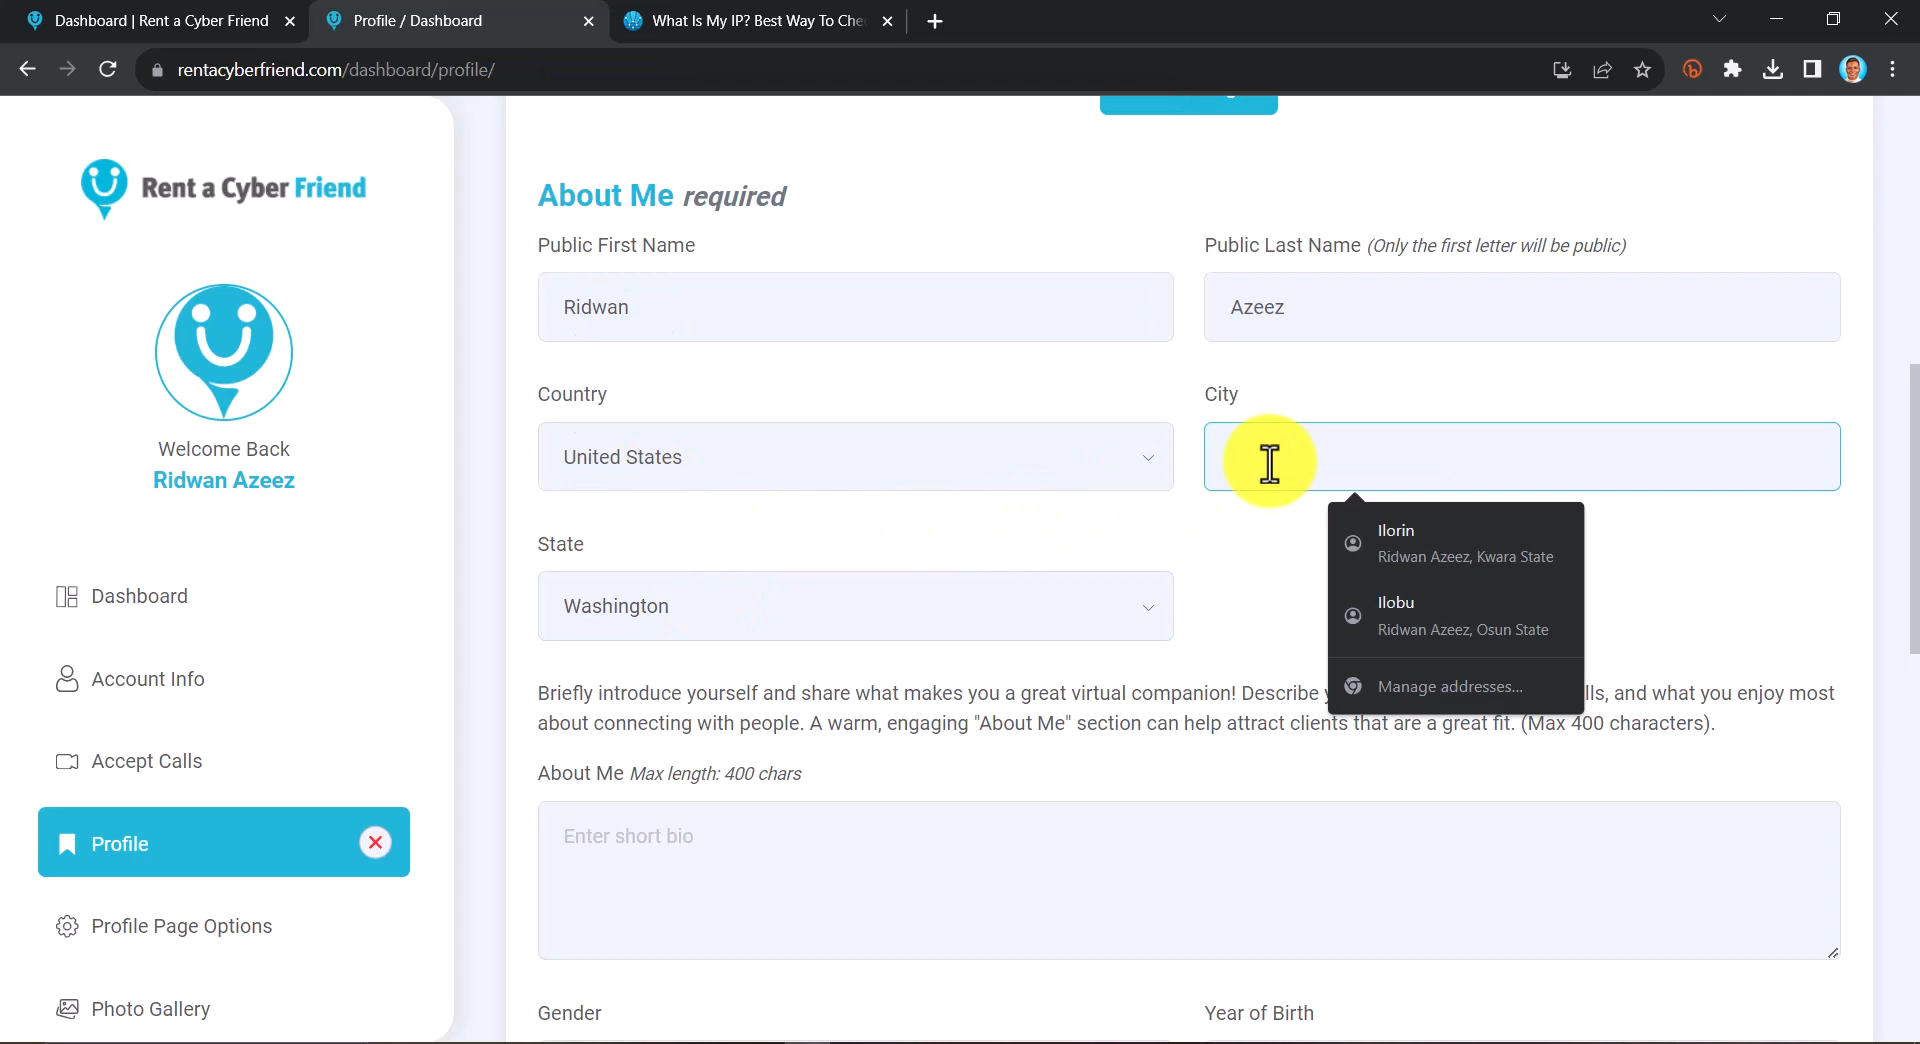 Dashboard | Rent a Cyber Friend
Profile / Dashboard
What Is My IP? Best Way To Che
rentacyberfriend.com/dashboard/profile/
Rent a Cyber Friend
Welcome Back
Ridwan Azeez
Dashboard
Account Info
Accept Calls
Profile
Profile Page Options
Photo Gallery
About Me required
Public First Name
Public Last Name (Only the first letter will be public)
Ridwan
Azeez
Country
City
United States
State
Washington
Ilorin
Ridwan Azeez, Kwara State
Ilobu
Ridwan Azeez, Osun State
Manage addresses...
Briefly introduce yourself and share what makes you a great virtual companion! Describe lls, and what you enjoy most
about connecting with people. A warm, engaging "About Me" section can help attract clients that are a great fit. (Max 400 characters).
About Me Max length: 400 chars
Enter short bio
Gender
Year of Birth